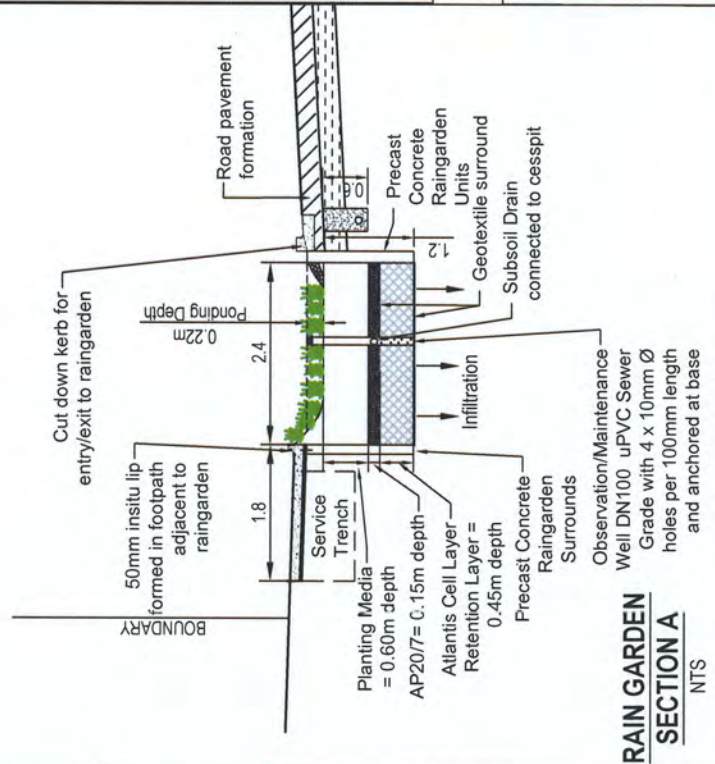 Cut down kerb for
entry/exit to raingarden
Road pavement
formation
50mm insitu lip
formed in footpath
adjacent to
raingarden
BOUNDARY
1.8
2.4
0.22m
Ponding Depth
0.6
1.2
Service
Trench
Planting Media
= 0.60m depth
AP20/7= 0.15m depth
Atlantis Cell Layer
Retention Layer =
0.45m depth
Precast Concrete
Raingarden
Surrounds
Infiltration
Precast
Concrete
Raingarden
Units
Geotextile surround
Subsoil Drain
connected to cesspit
Observation/Maintenance
Well DN100 uPVC Sewer
Grade with 4 x 10mm Ø
holes per 100mm length
and anchored at base
RAIN GARDEN
SECTION A
NTS